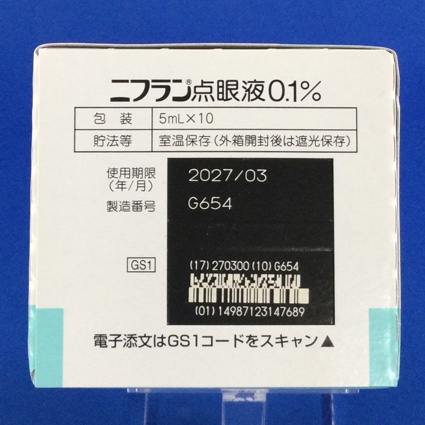 ニフラン®点眼液0.1%
包 装 5mL×10
貯法等 室温保存(外箱開封後は遮光保存)
使用期限 2027/03
(年/月)
製造番号 G654
GS1 (17)270300(10)G654
(01)14987123147689
電子添文はGS1コードをスキャン▲